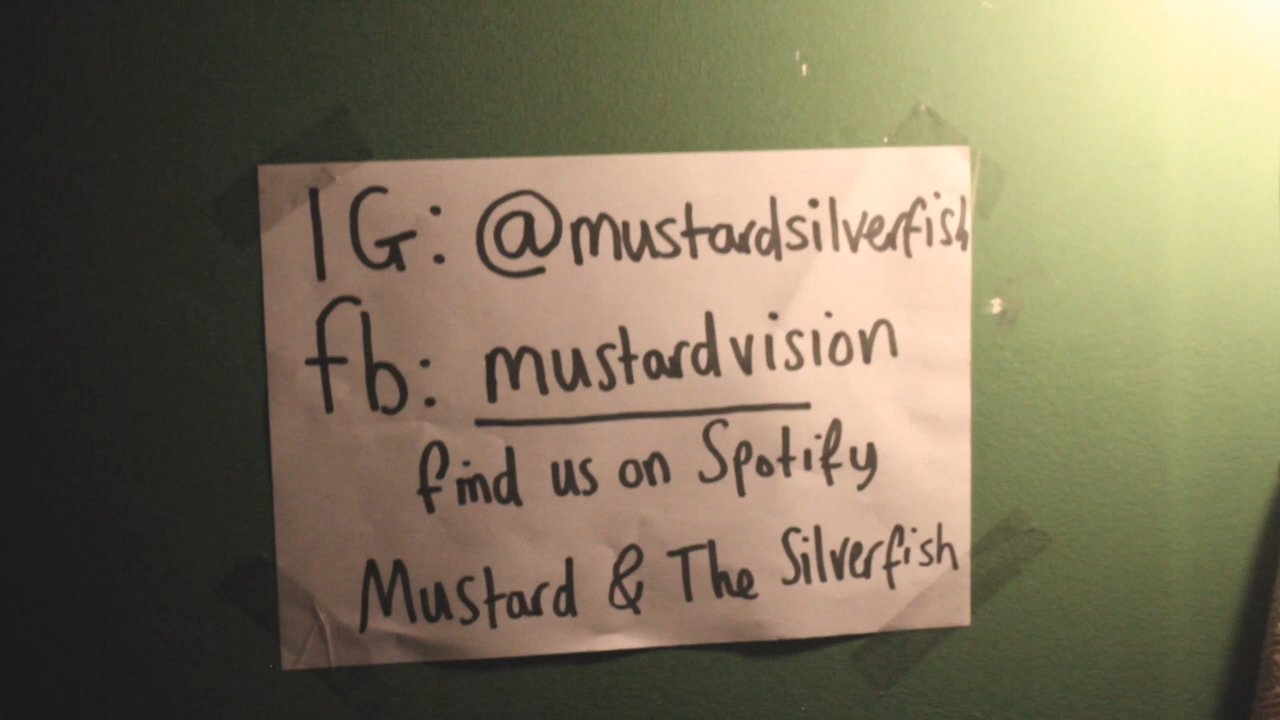 IG: @mustardsilverfish
fb: mustardvision
find us on Spotify
Mustard & The Silverfish